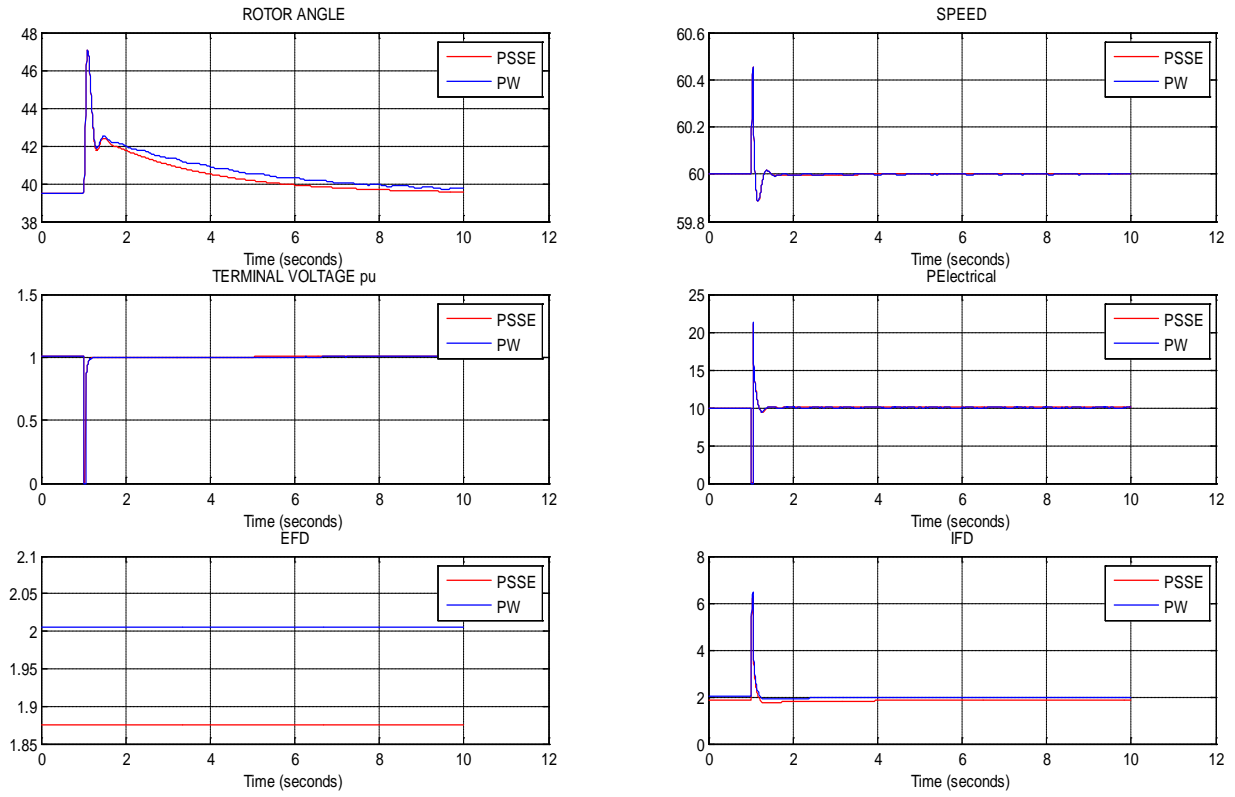 ROTOR ANGLE
48
46
44
42
40
38
0 2 4 6 8 10 12
Time (seconds)
PSSE
PW
SPEED
60.6
60.4
60.2
60
59.8
0 2 4 6 8 10 12
Time (seconds)
PSSE
PW
TERMINAL VOLTAGE pu
1.5
1
0.5
0
0 2 4 6 8 10 12
Time (seconds)
PSSE
PW
PElectrical
25
20
15
10
5
0
0 2 4 6 8 10 12
Time (seconds)
PSSE
PW
EFD
2.1
2.05
2
1.95
1.9
1.85
0 2 4 6 8 10 12
Time (seconds)
PSSE
PW
IFD
8
6
4
2
0
0 2 4 6 8 10 12
Time (seconds)
PSSE
PW